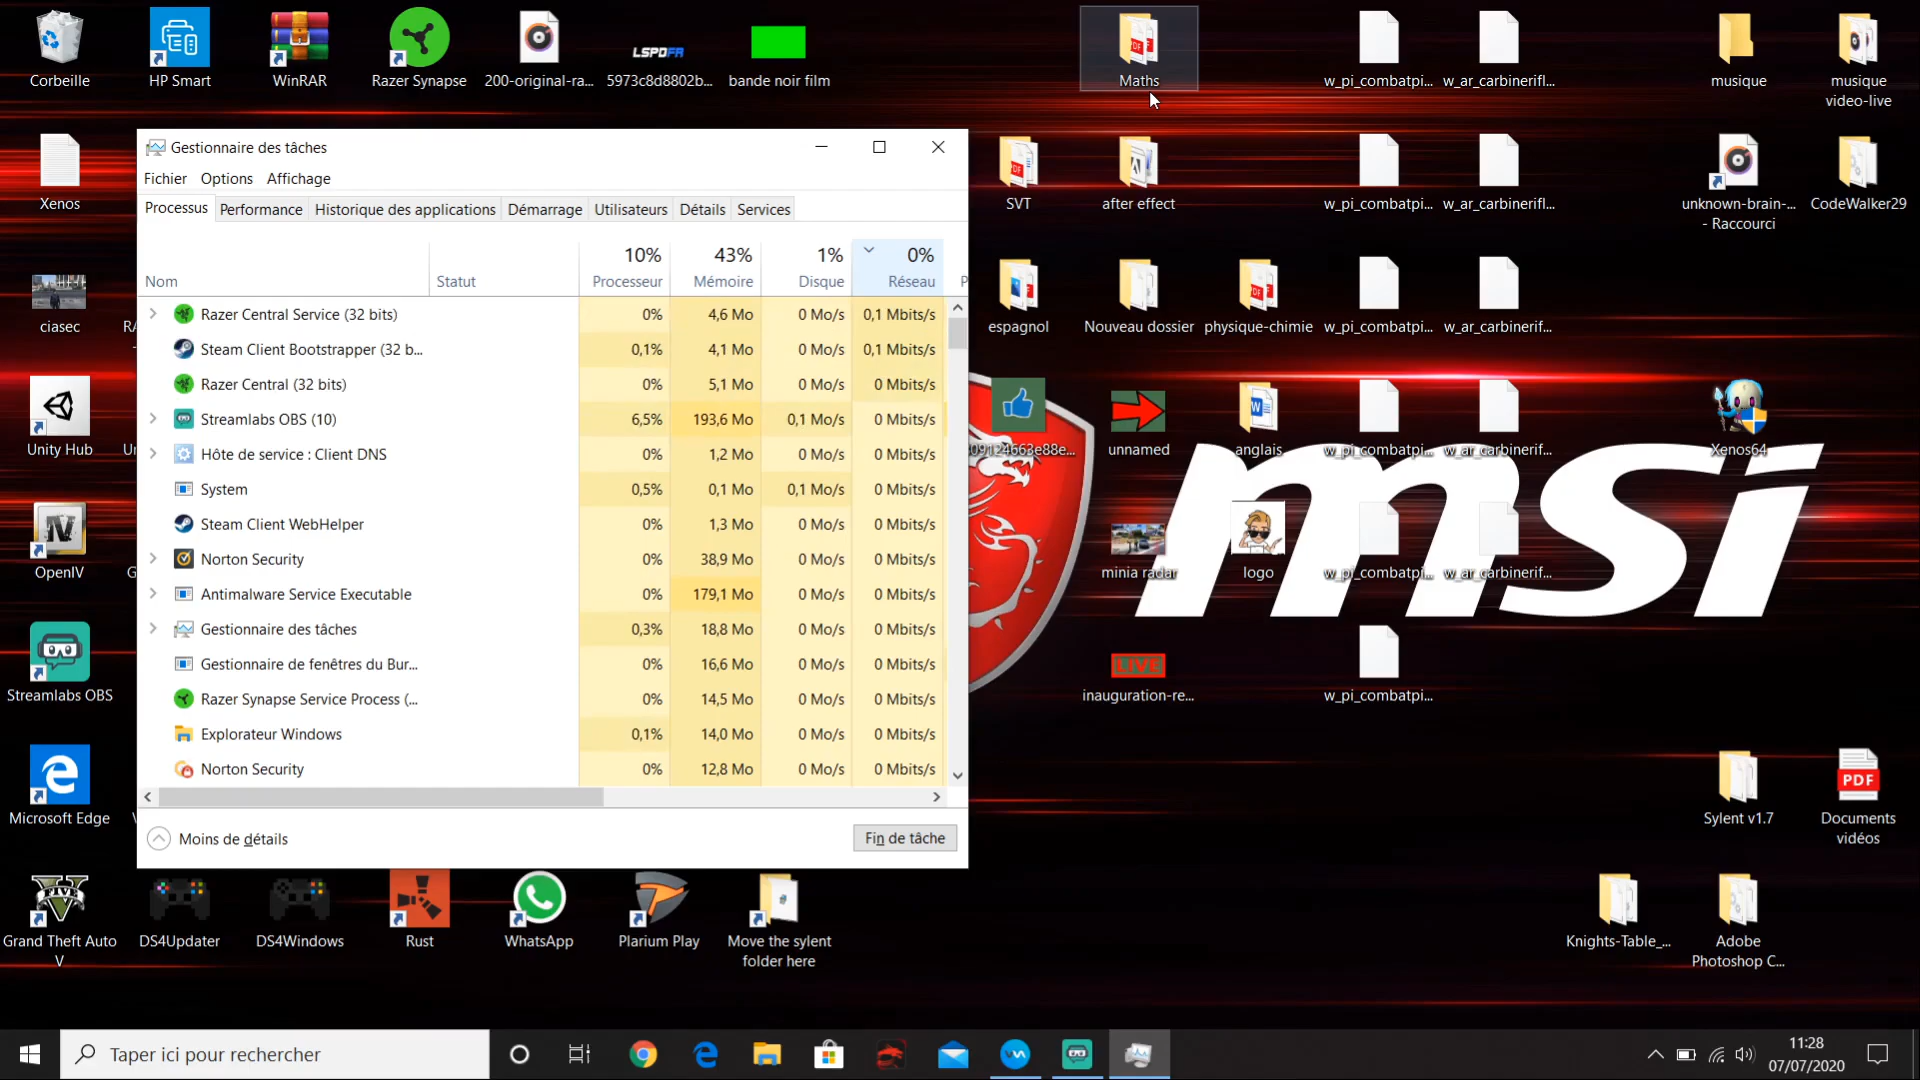 Corbeille
HP Smart
WinRAR
Razer Synapse
200-original-ra...
LSPDFR
5973c8d8802b...
bande noir film
Maths
w_pi_combatpi...
w_ar_carbinerifl...
musique
musique
video-live
Xenos
SVT
after effect
w_pi_combatpi...
w_ar_carbinerifl...
unknown-brain-...
- Raccourci
CodeWalker29
ciasec
espagnol
Nouveau dossier
physique-chimie
w_pi_combatpi...
w_ar_carbinerifl...
Unity Hub
unnamed
anglais
w_pi_combatpi...
w_ar_carbinerif...
Xenos64
OpenIV
minia radar
logo
w_pi_combatpi...
w_ar_carbinerif...
msi
Streamlabs OBS
LIVE
inauguration-re...
w_pi_combatpi...
Microsoft Edge
Sylent v1.7
PDF
Documents
vidéos
Gestionnaire des tâches
Fichier Options Affichage
Processus Performance Historique des applications Démarrage Utilisateurs Détails Services
10% 43% 1% 0%
Nom Statut Processeur Mémoire Disque Réseau P
Razer Central Service (32 bits) 0% 4,6 Mo 0 Mo/s 0,1 Mbits/s
Steam Client Bootstrapper (32 b... 0,1% 4,1 Mo 0 Mo/s 0,1 Mbits/s
Razer Central (32 bits) 0% 5,1 Mo 0 Mo/s 0 Mbits/s
Streamlabs OBS (10) 6,5% 193,6 Mo 0,1 Mo/s 0 Mbits/s
Hôte de service : Client DNS 0% 1,2 Mo 0 Mo/s 0 Mbits/s
System 0,5% 0,1 Mo 0,1 Mo/s 0 Mbits/s
Steam Client WebHelper 0% 1,3 Mo 0 Mo/s 0 Mbits/s
Norton Security 0% 38,9 Mo 0 Mo/s 0 Mbits/s
Antimalware Service Executable 0% 179,1 Mo 0 Mo/s 0 Mbits/s
Gestionnaire des tâches 0,3% 18,8 Mo 0 Mo/s 0 Mbits/s
Gestionnaire de fenêtres du Bur... 0% 16,6 Mo 0 Mo/s 0 Mbits/s
Razer Synapse Service Process (... 0% 14,5 Mo 0 Mo/s 0 Mbits/s
Explorateur Windows 0,1% 14,0 Mo 0 Mo/s 0 Mbits/s
Norton Security 0% 12,8 Mo 0 Mo/s 0 Mbits/s
Moins de détails
Fin de tâche
Grand Theft Auto
V
DS4Updater
DS4Windows
Rust
WhatsApp
Plarium Play
Move the sylent
folder here
Knights-Table_...
Adobe
Photoshop C...
Taper ici pour rechercher
11:28
07/07/2020